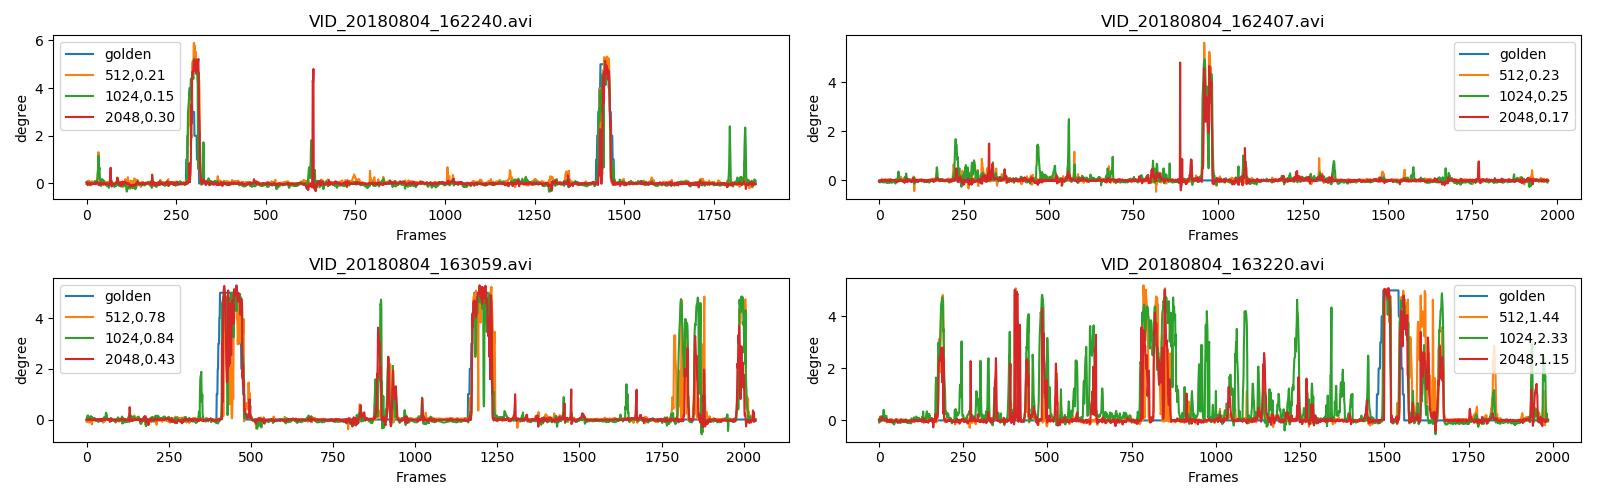 VID_20180804_162240.avi
6
4
2
0
degree
golden
512,0.21
1024,0.15
2048,0.30
0 250 500 750 1000 1250 1500 1750
Frames
VID_20180804_162407.avi
4
2
0
degree
golden
512,0.23
1024,0.25
2048,0.17
0 250 500 750 1000 1250 1500 1750 2000
Frames
VID_20180804_163059.avi
4
2
0
degree
golden
512,0.78
1024,0.84
2048,0.43
0 250 500 750 1000 1250 1500 1750 2000
Frames
VID_20180804_163220.avi
4
2
0
degree
golden
512,1.44
1024,2.33
2048,1.15
0 250 500 750 1000 1250 1500 1750 2000
Frames